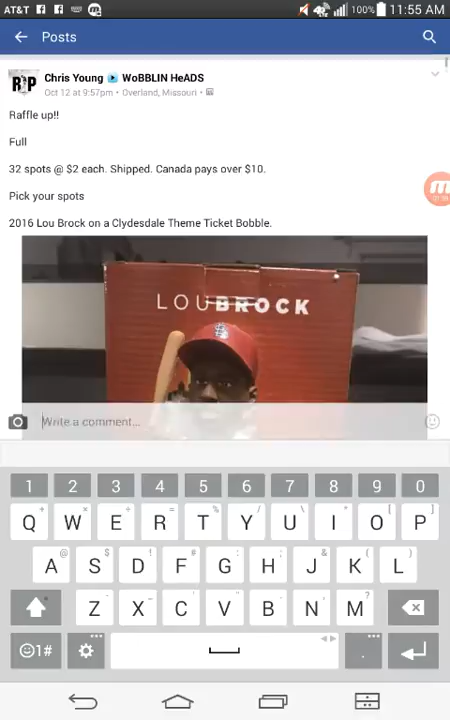 AT&T 100% 11:55 AM
Posts
Chris Young WoBBLIN HeADS
Oct 12 at 9:57pm • Overland, Missouri •
Raffle up!!
Full
32 spots @ $2 each. Shipped. Canada pays over $10.
Pick your spots
2016 Lou Brock on a Clydesdale Theme Ticket Bobble.
LOUBROCK
Write a comment...
1 2 3 4 5 6 7 8 9 0
Q W E R T Y U I O P
A S D F G H J K L
Z X C V B N M
1# .